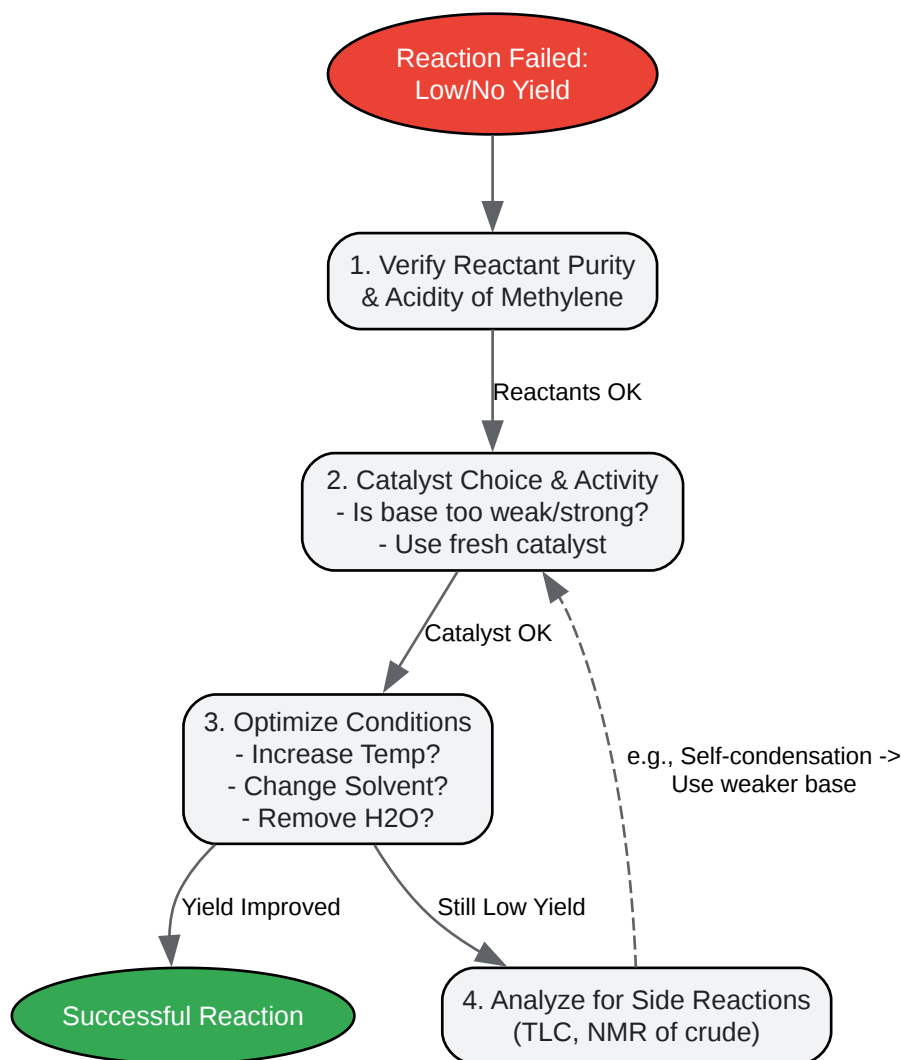 Reaction Failed:
Low/No Yield
1. Verify Reactant Purity
& Acidity of Methylene
Reactants OK
2. Catalyst Choice & Activity
- Is base too weak/strong?
- Use fresh catalyst
Catalyst OK
3. Optimize Conditions
- Increase Temp?
- Change Solvent?
- Remove H2O?
e.g., Self-condensation ->
Use weaker base
Yield Improved
Still Low Yield
Successful Reaction
4. Analyze for Side Reactions
(TLC, NMR of crude)